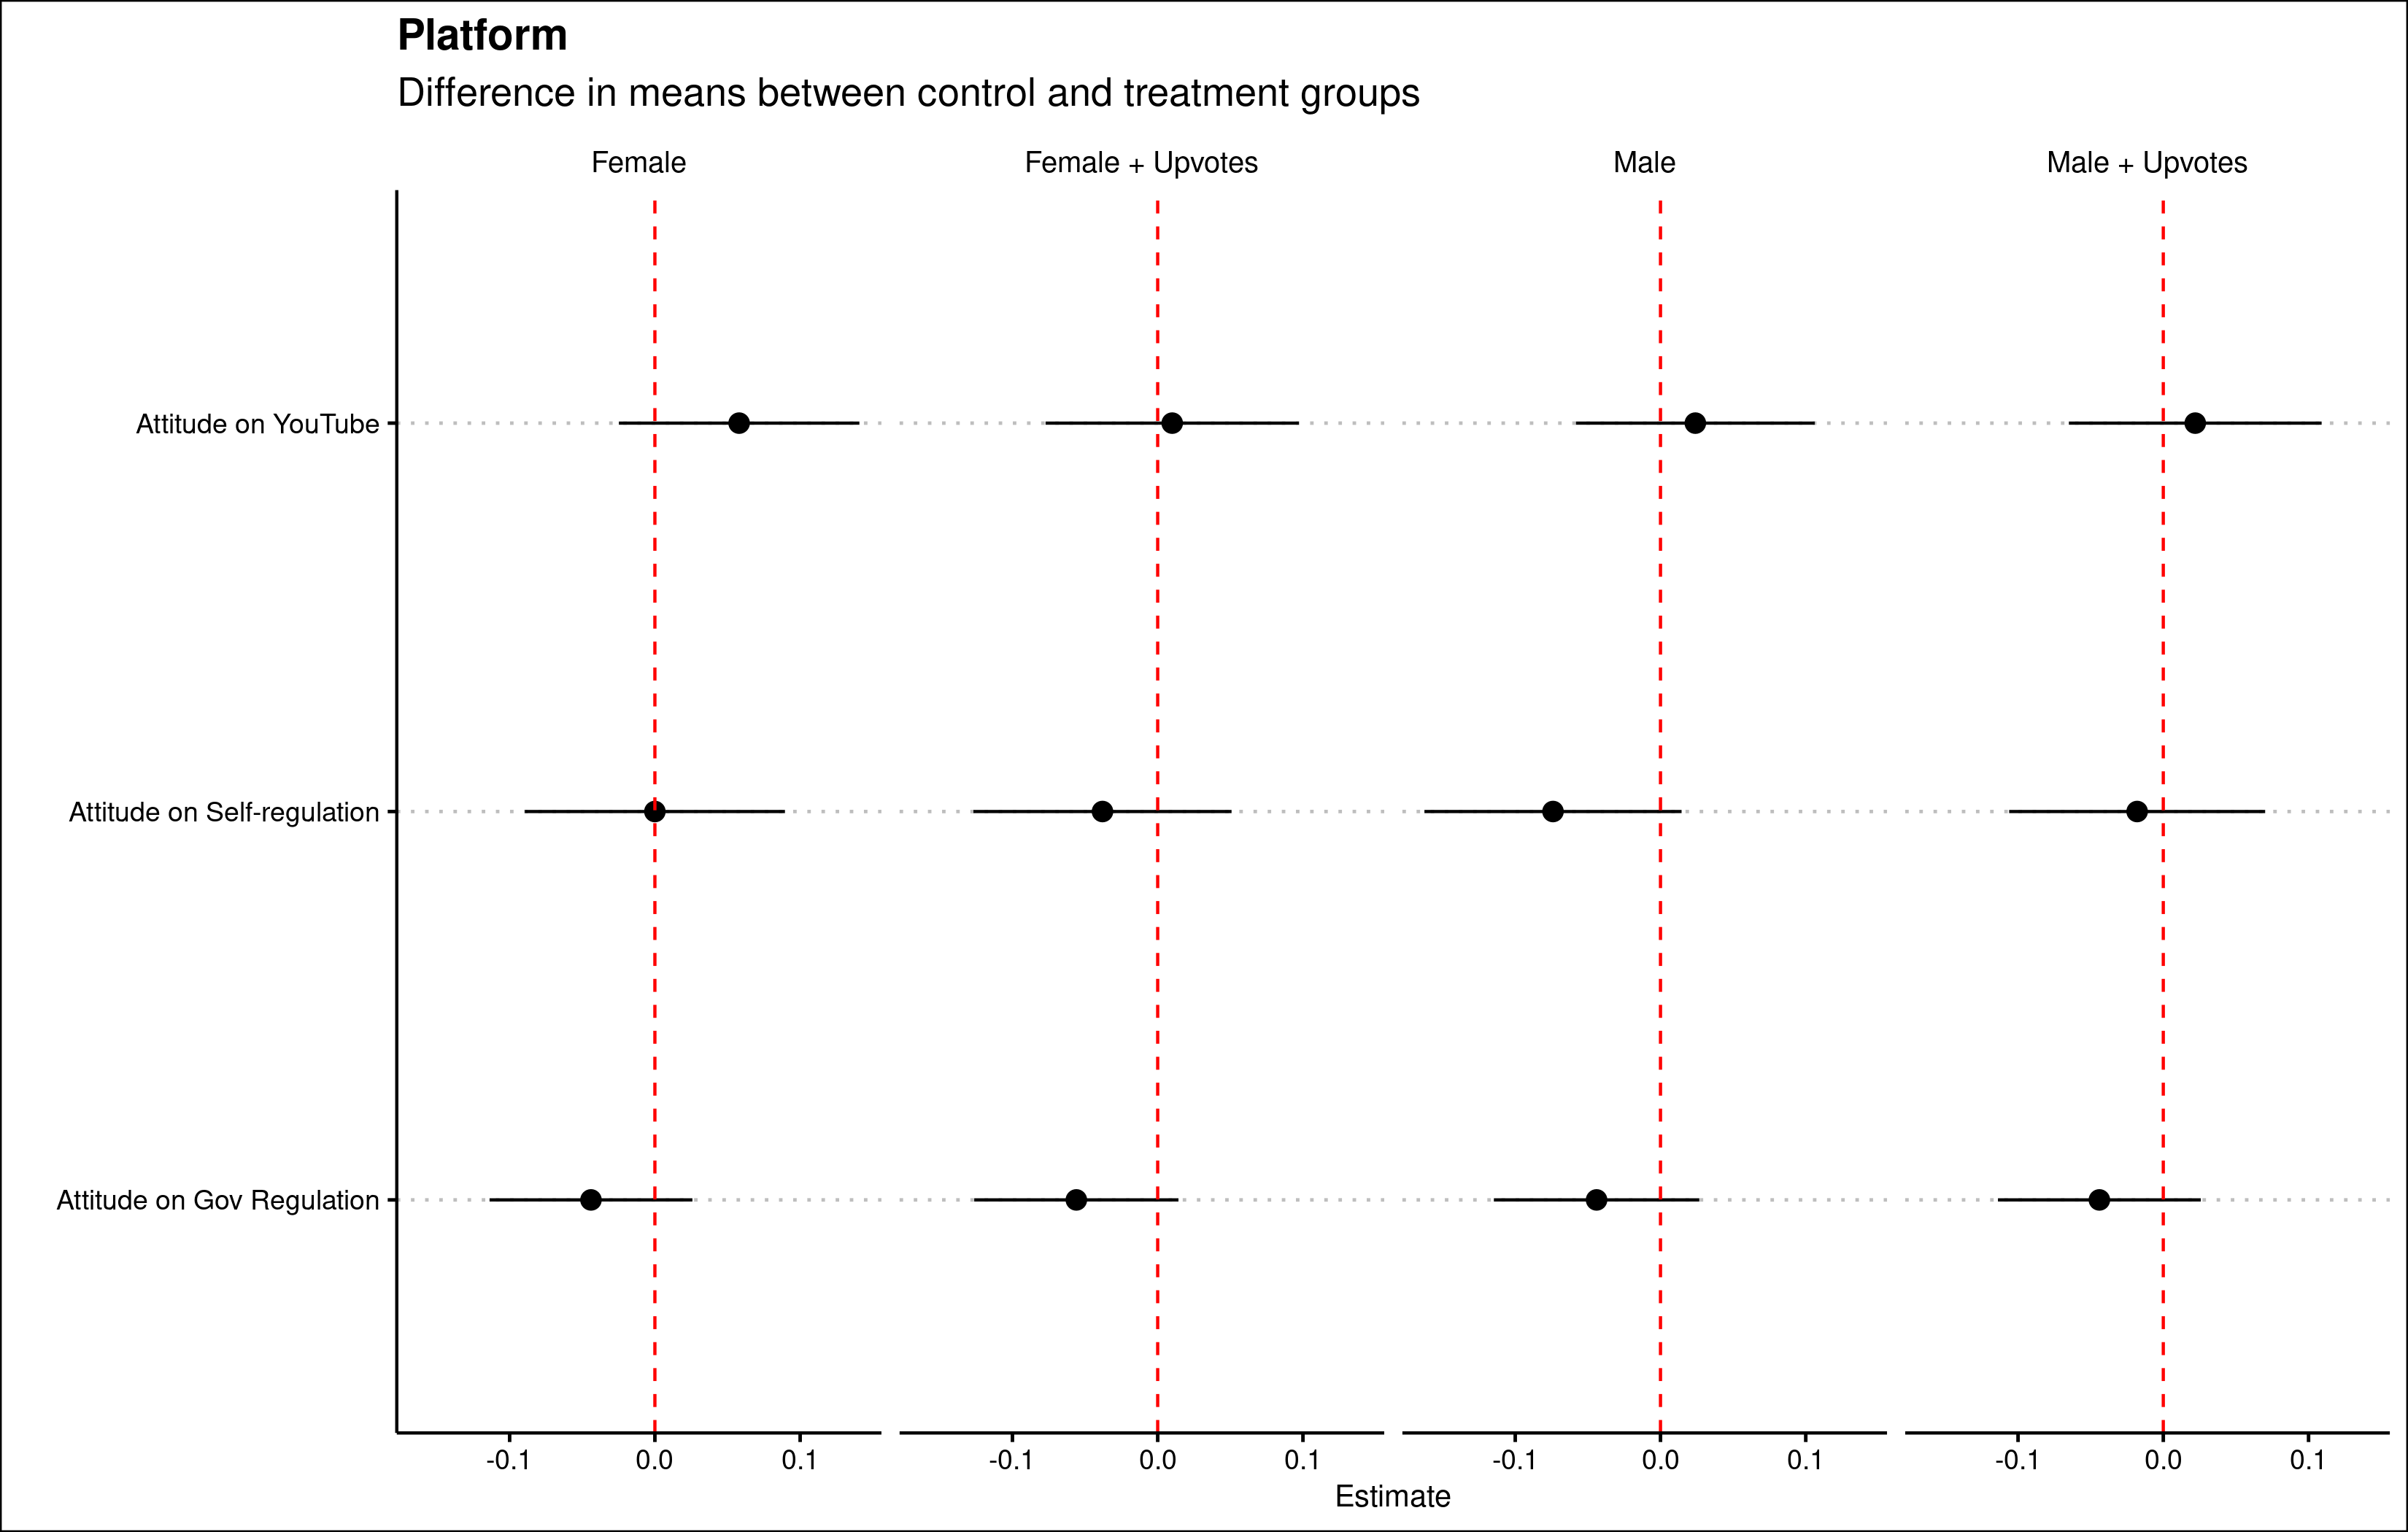 Platform
Difference in means between control and treatment groups
Female
Female + Upvotes
Male
Male + Upvotes
Attitude on YouTube
Attitude on Self-regulation
Attitude on Gov Regulation
-0.1 0.0 0.1
-0.1 0.0 0.1
-0.1 0.0 0.1
-0.1 0.0 0.1
Estimate